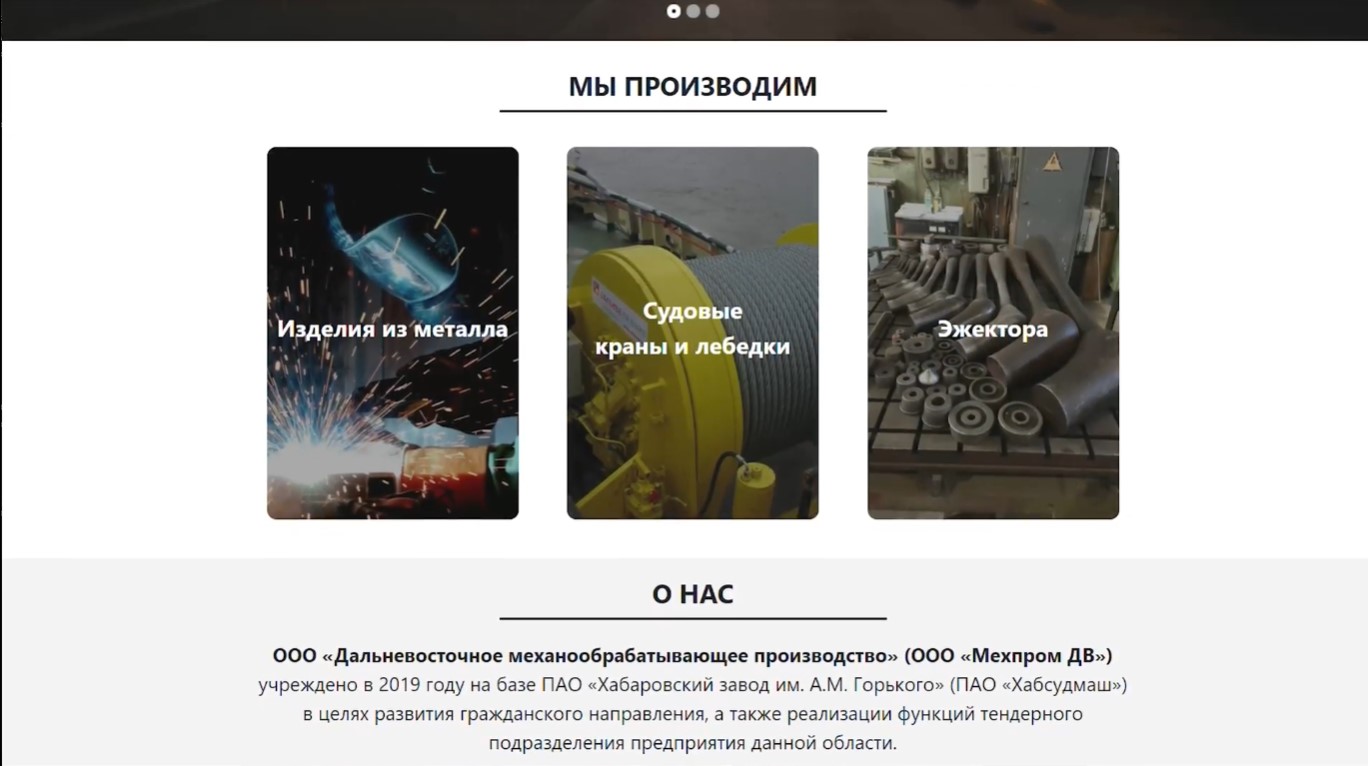 МЫ ПРОИЗВОДИМ
Изделия из металла
Судовые
краны и лебедки
Эжектора
О НАС
ООО «Дальневосточное механообрабатывающее производство» (ООО «Мехпром ДВ»)
учреждено в 2019 году на базе ПАО «Хабаровский завод им. А.М. Горького» (ПАО «Хабсудмаш»)
в целях развития гражданского направления, а также реализации функций тендерного
подразделения предприятия данной области.